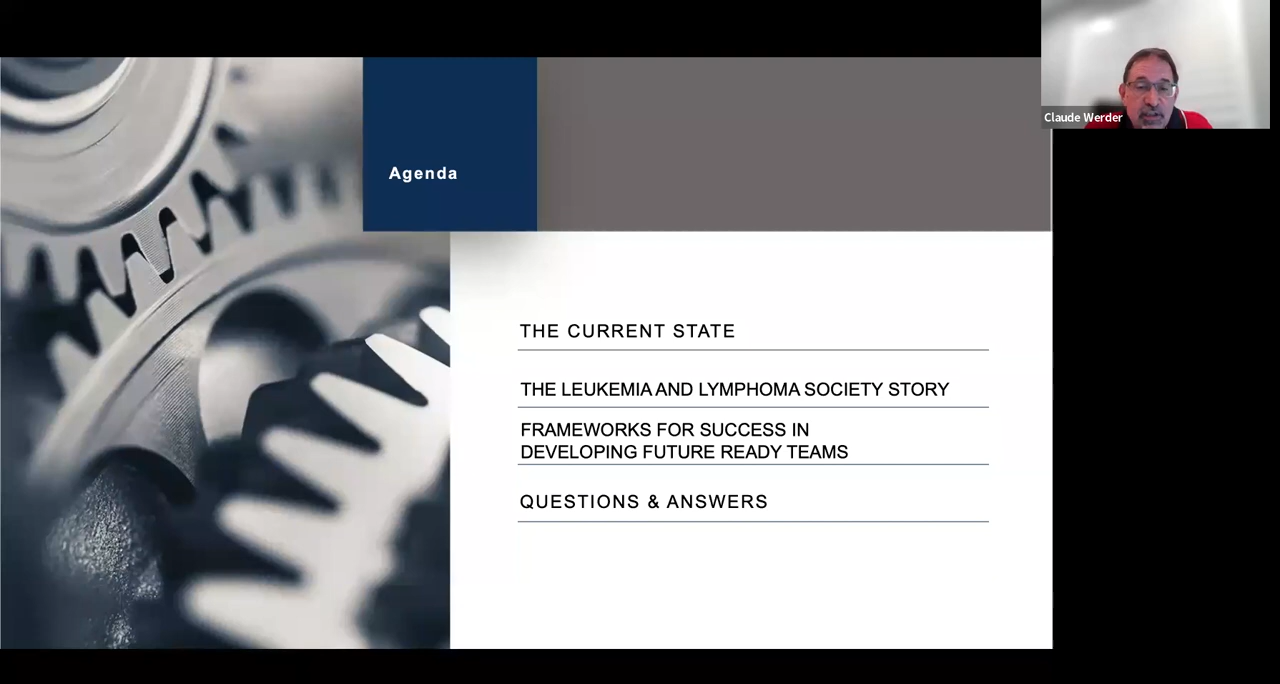 Claude Werder
Agenda
THE CURRENT STATE
THE LEUKEMIA AND LYMPHOMA SOCIETY STORY
FRAMEWORKS FOR SUCCESS IN
DEVELOPING FUTURE READY TEAMS
QUESTIONS & ANSWERS